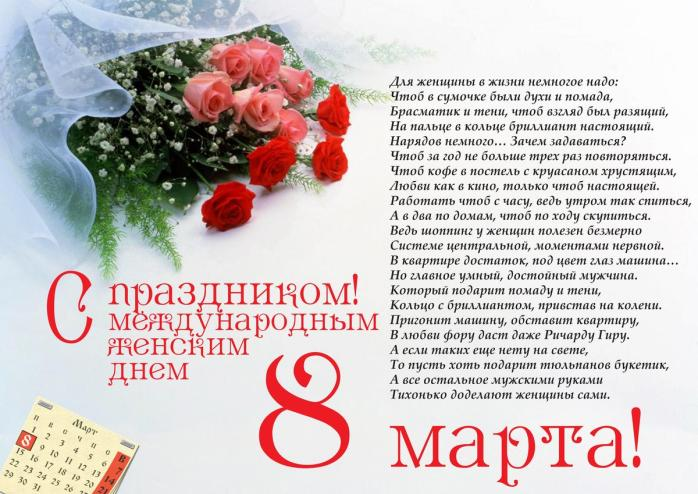 Для женщины в жизни немногое надо:
Чтоб в сумочке были духи и помада,
Брасматик и тени, чтоб взгляд был разящий,
На пальце в кольце бриллиант настоящий.
Нарядов немного... Зачем задаваться?
Чтоб за год не больше трех раз повторяться.
Чтоб кофе в постель с круасаном хрустящим,
Любви как в кино, только чтоб настоящей.
Работать чтоб с часу, ведь утром так спиться,
А в два по домам, чтоб по ходу скупиться.
Ведь шоппинг у женщин полезен безмерно
Системе центральной, моментами нервной.
В квартире достаток, под цвет глаз машина...
Но главное умный, достойный мужчина.
Который подарит помаду и тени,
Кольцо с бриллиантом, привстав на колени.
Пригонит машину, обставит квартиру,
В любви фору даст даже Ричарду Гиру.
А если таких еще нету на свете,
То пусть хоть подарит тюльпанов букетик,
А все остальное мужскими руками
Тихонько доделают женщины сами.
С праздником!
международным
женским
днем
8 марта!
Март
8